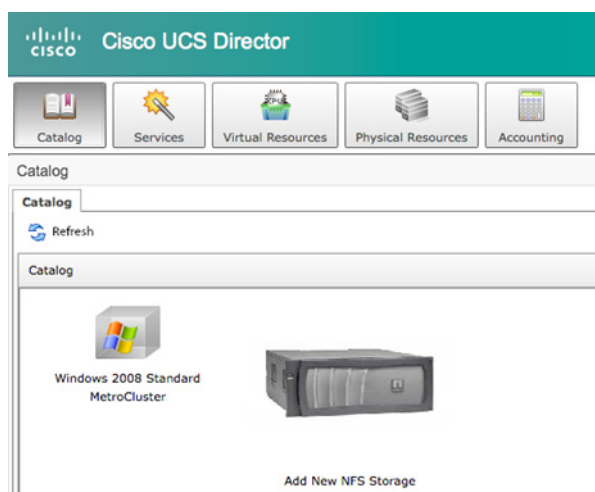 CISCO Cisco UCS Director
Catalog Services Virtual Resources Physical Resources Accounting
Catalog
Catalog
Refresh
Catalog
Windows 2008 Standard
MetroCluster
Add New NFS Storage